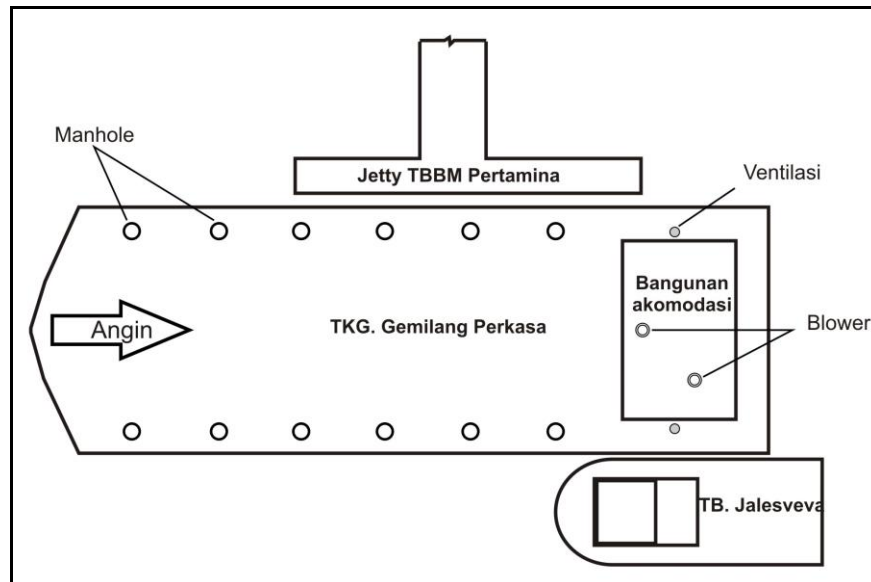 Manhole
Jetty TBBM Pertamina
Ventilasi
Bangunan
akomodasi
Angin
TKG. Gemilang Perkasa
Blower
TB. Jalesveva